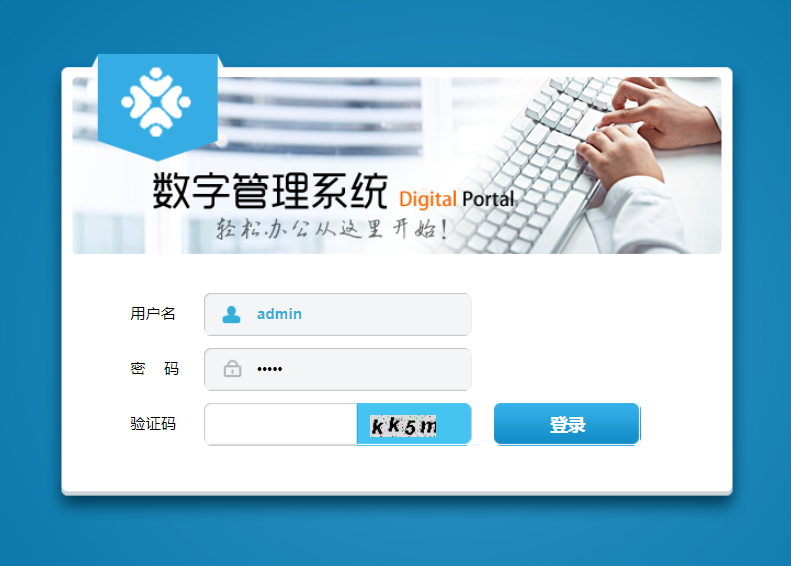 数字管理系统 Digital Portal
轻松办公从这里开始!
用户名 admin
密 码 •••••
验证码 kk5m 登录